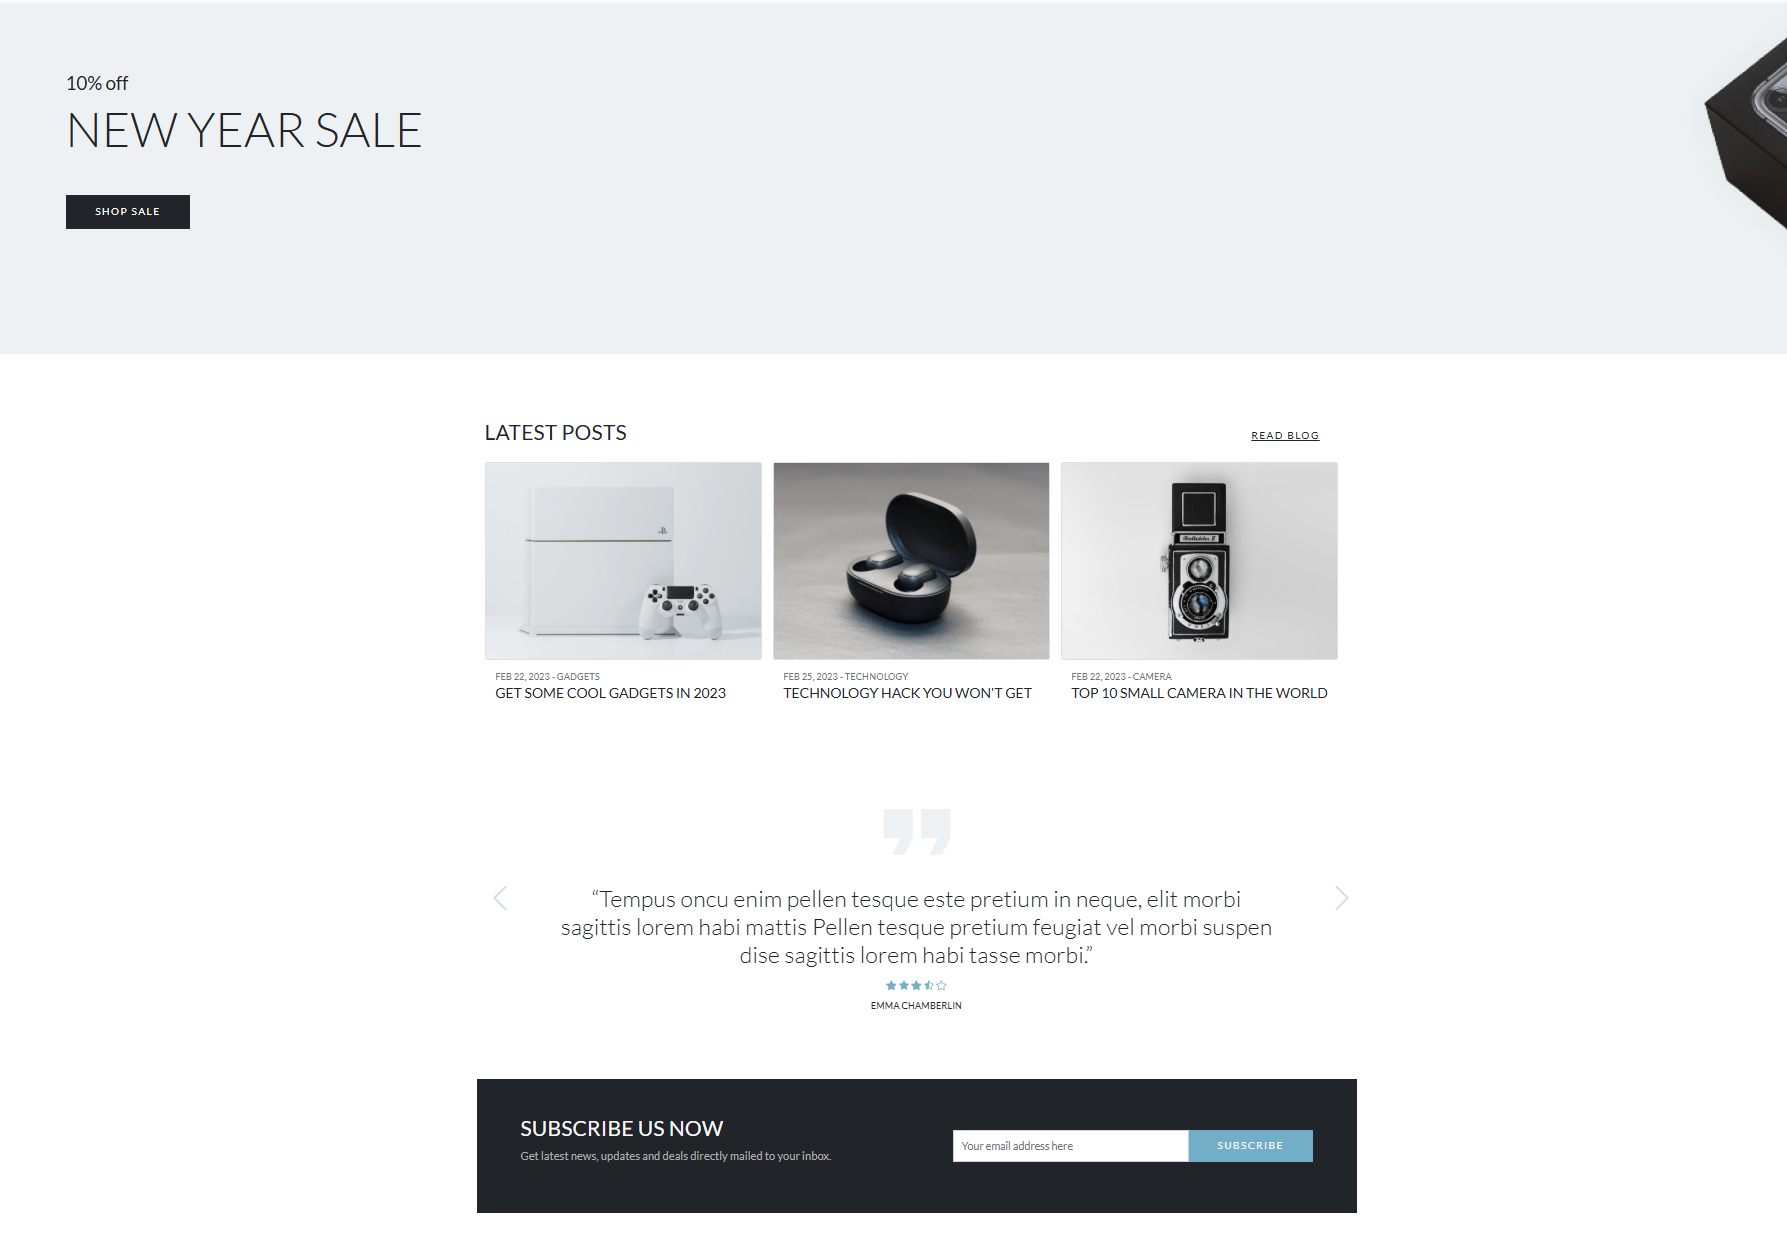 10% off
NEW YEAR SALE
SHOP SALE
LATEST POSTS
READ BLOG
FEB 22, 2023 - GADGETS
GET SOME COOL GADGETS IN 2023
FEB 25, 2023 - TECHNOLOGY
TECHNOLOGY HACK YOU WON'T GET
FEB 22, 2023 - CAMERA
TOP 10 SMALL CAMERA IN THE WORLD
“Tempus oncu enim pellen tesque este pretium in neque, elit morbi
sagittis lorem habi mattis Pellen tesque pretium feugiat vel morbi suspen
dise sagittis lorem habi tasse morbi.”
EMMA CHAMBERLIN
SUBSCRIBE US NOW
Get latest news, updates and deals directly mailed to your inbox.
Your email address here
SUBSCRIBE